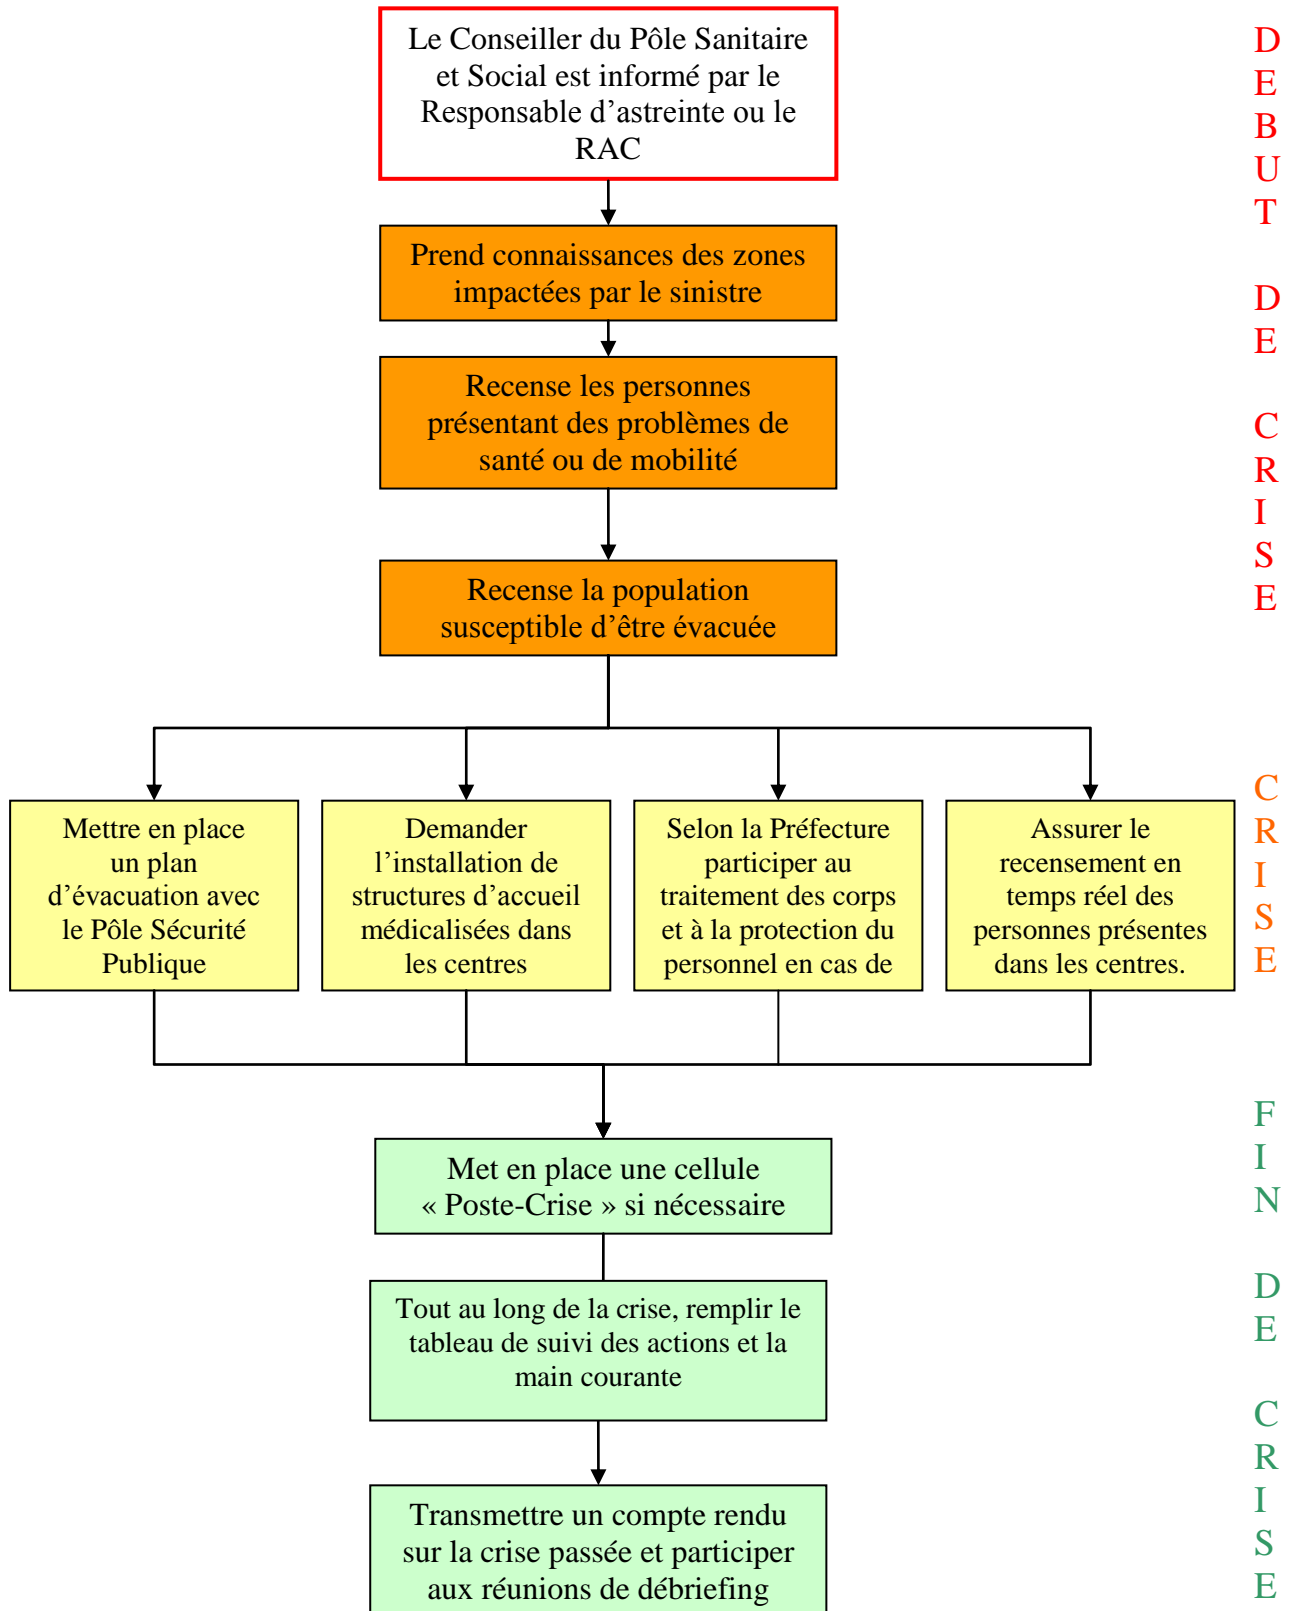 Le Conseiller du Pôle Sanitaire
et Social est informé par le
Responsable d’astreinte ou le
RAC
Prend connaissances des zones
impactées par le sinistre
Recense les personnes
présentant des problèmes de
santé ou de mobilité
Recense la population
susceptible d’être évacuée
D
E
B
U
T
D
E
C
R
I
S
E
Mettre en place
un plan
d’évacuation avec
le Pôle Sécurité
Publique
Demander
l’installation de
structures d’accueil
médicalisées dans
les centres
Selon la Préfecture
participer au
traitement des corps
et à la protection du
personnel en cas de
Assurer le
recensement en
temps réel des
personnes présentes
dans les centres.
C
R
I
S
E
Met en place une cellule
« Poste-Crise » si nécessaire
Tout au long de la crise, remplir le
tableau de suivi des actions et la
main courante
Transmettre un compte rendu
sur la crise passée et participer
aux réunions de débriefing
F
I
N
D
E
C
R
I
S
E